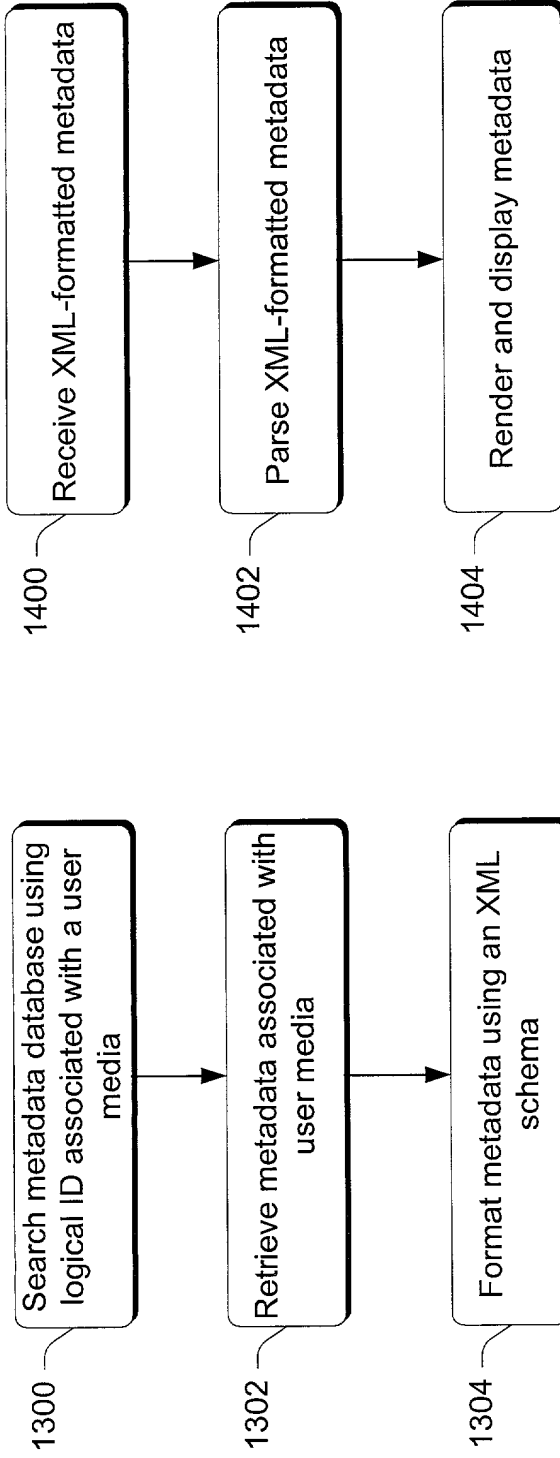 1300
Search metadata database using
logical ID associated with a user
media
1302
Retrieve metadata associated with
user media
1304
Format metadata using an XML
schema
1400
Receive XML-formatted metadata
1402
Parse XML-formatted metadata
1404
Render and display metadata